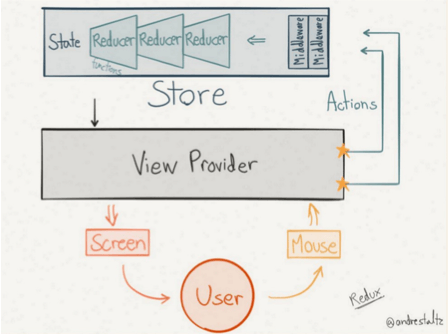 State
Reducer
Reducer
Reducer
functions
Middleware
Middleware
Store
Actions
View Provider
Screen
Mouse
User
Redux
@andrestaltz